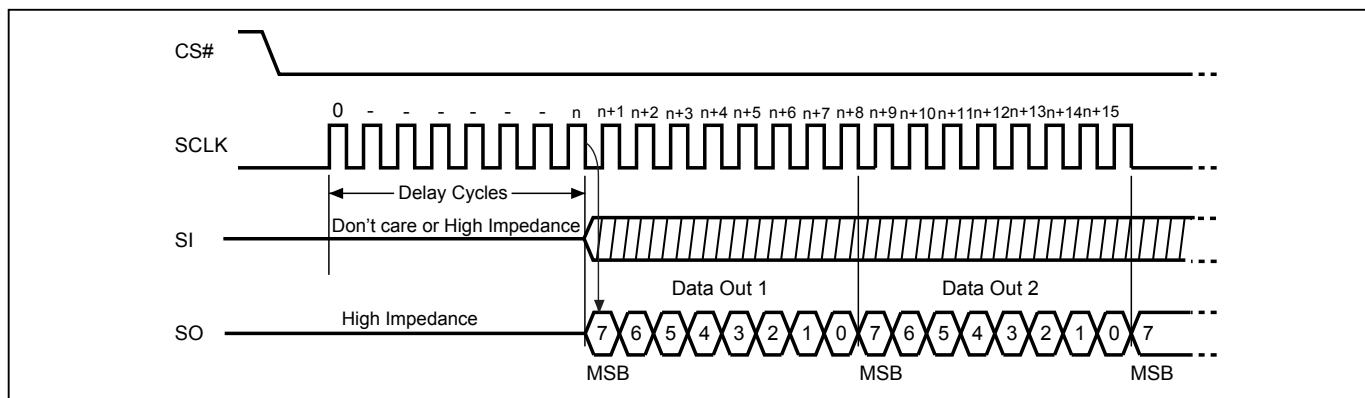 CS#
0 - - - - - - n n+1 n+2 n+3 n+4 n+5 n+6 n+7 n+8 n+9 n+10 n+11 n+12 n+13 n+14 n+15
SCLK
Delay Cycles
Don't care or High Impedance
SI
Data Out 1 Data Out 2
High Impedance
SO
7 6 5 4 3 2 1 0 7 6 5 4 3 2 1 0 7
MSB MSB MSB